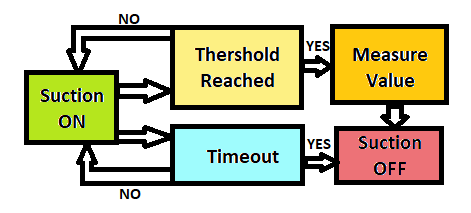 NO
Thershold
Reached
YES
Measure
Value
Suction
ON
Timeout
YES
Suction
OFF
NO